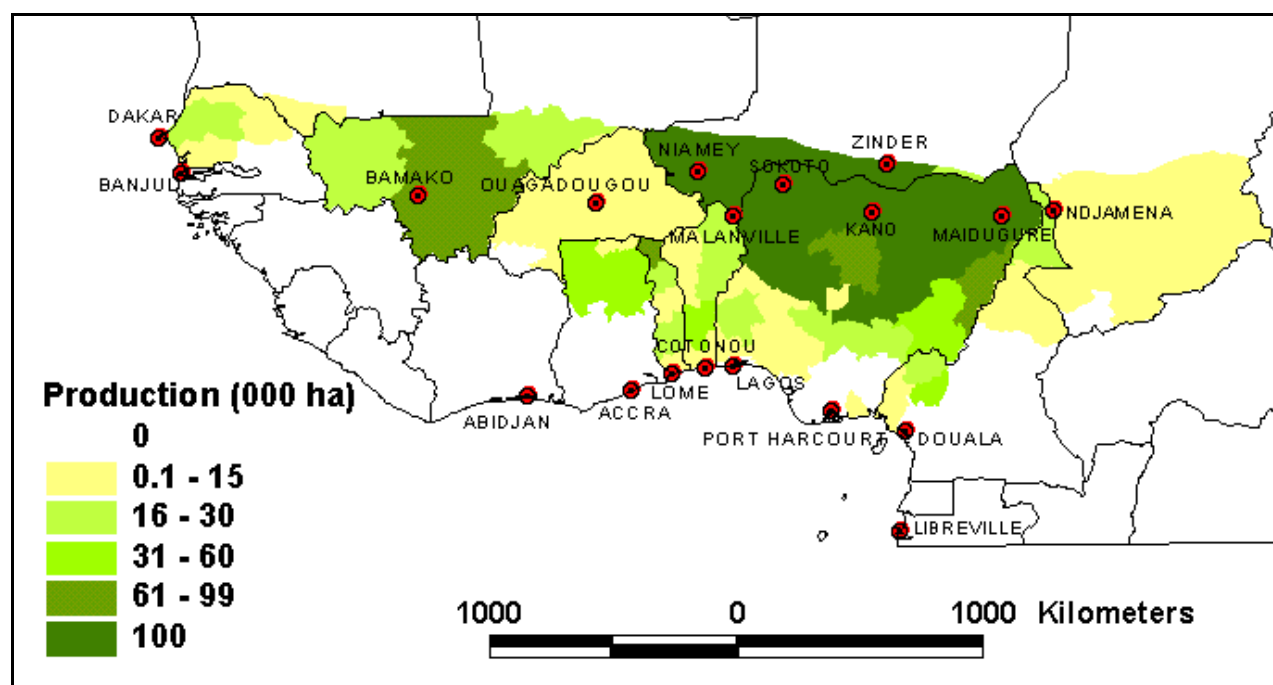 DAKAR
BANJUL
BAMAKO
OUAGADOUGOU
NIAMEY
SOKOTO
ZINDER
MALANVILLE
KANO
MAIDUGURE
NDJAMENA
COTONOU
LOME
LAGOS
ABIDJAN
ACCRA
PORT HARCOURT
DOUALA
LIBREVILLE
Production (000 ha)
0
0.1 - 15
16 - 30
31 - 60
61 - 99
100
1000 0 1000 Kilometers